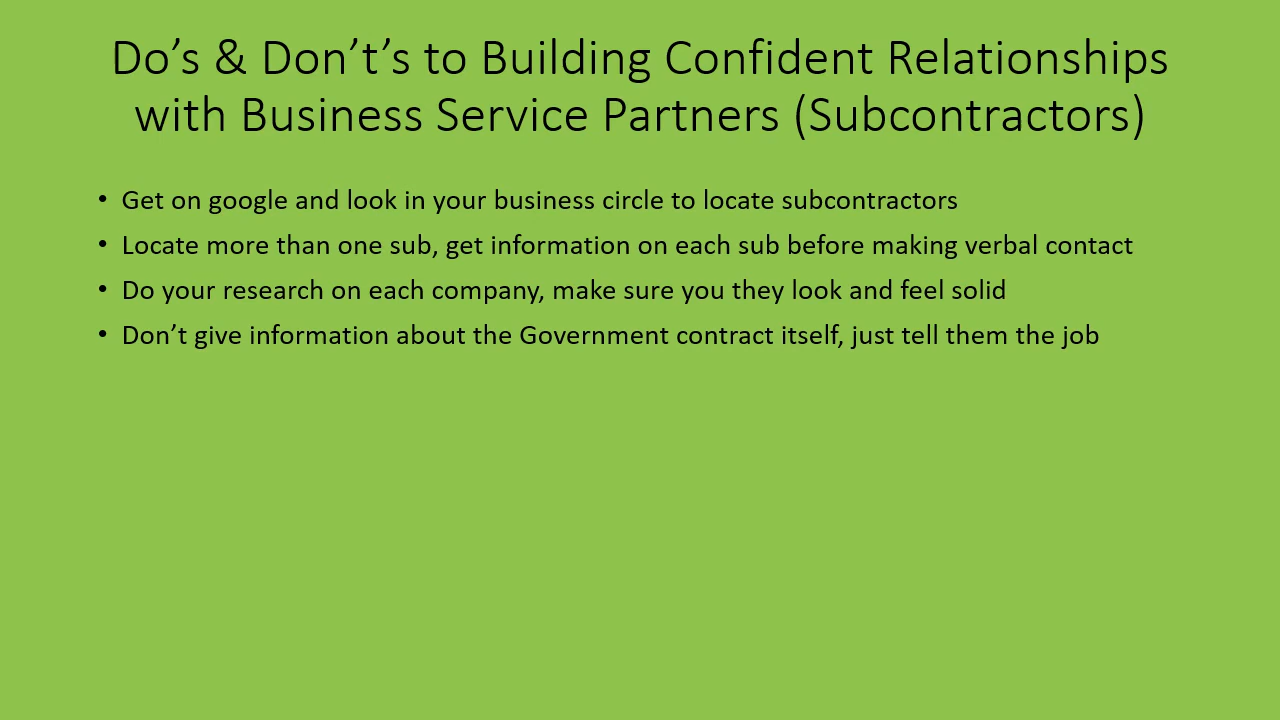 Do’s & Don’t’s to Building Confident Relationships
with Business Service Partners (Subcontractors)
• Get on google and look in your business circle to locate subcontractors
• Locate more than one sub, get information on each sub before making verbal contact
• Do your research on each company, make sure you they look and feel solid
• Don’t give information about the Government contract itself, just tell them the job